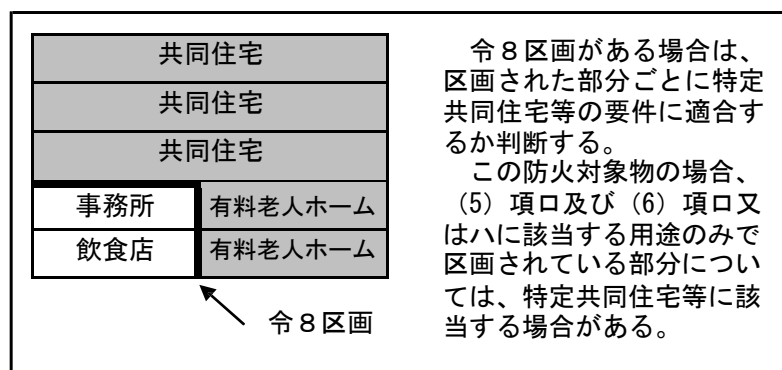 共同住宅
共同住宅
共同住宅
事務所
有料老人ホーム
飲食店
有料老人ホーム
令８区画
　令８区画がある場合は、
区画された部分ごとに特定
共同住宅等の要件に適合す
るか判断する。
　この防火対象物の場合、
（5）項ロ及び（6）項ロ又
はハに該当する用途のみで
区画されている部分につい
ては、特定共同住宅等に該
当する場合がある。